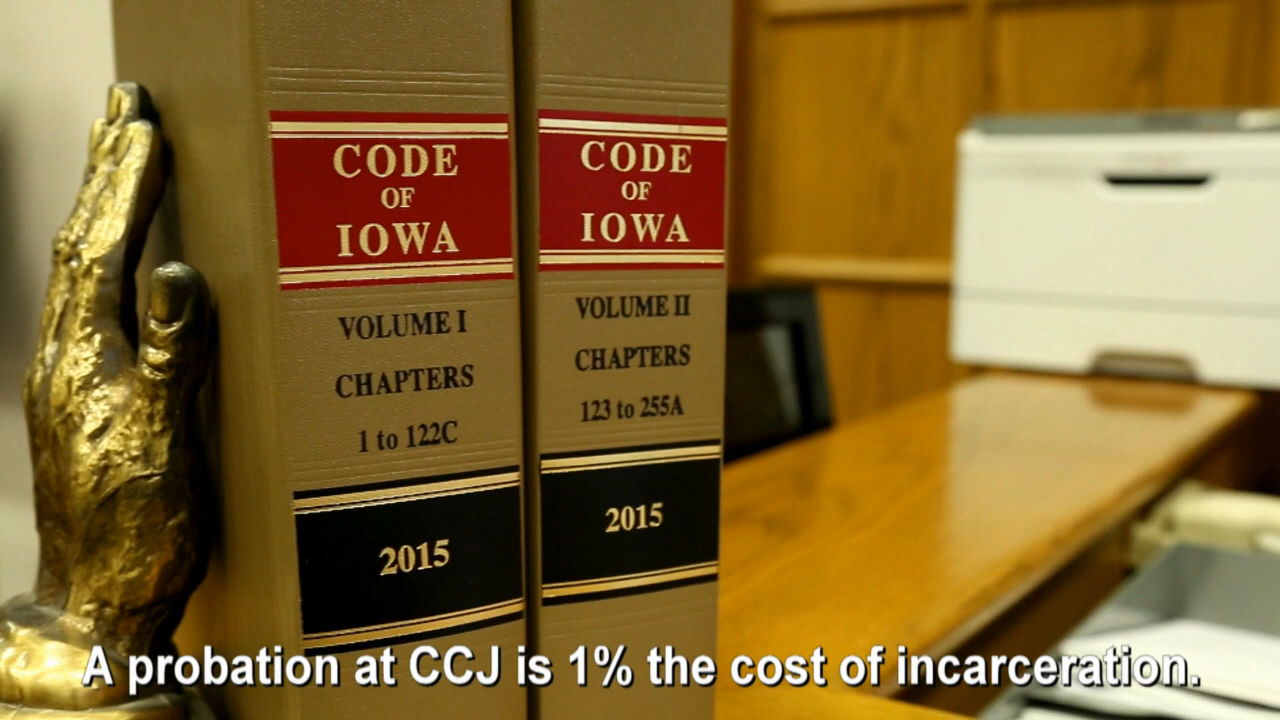 CODE
OF
IOWA
VOLUME I
CHAPTERS
1 to 122C
2015
CODE
OF
IOWA
VOLUME II
CHAPTERS
123 to 255A
2015
A probation at CCJ is 1% the cost of incarceration.